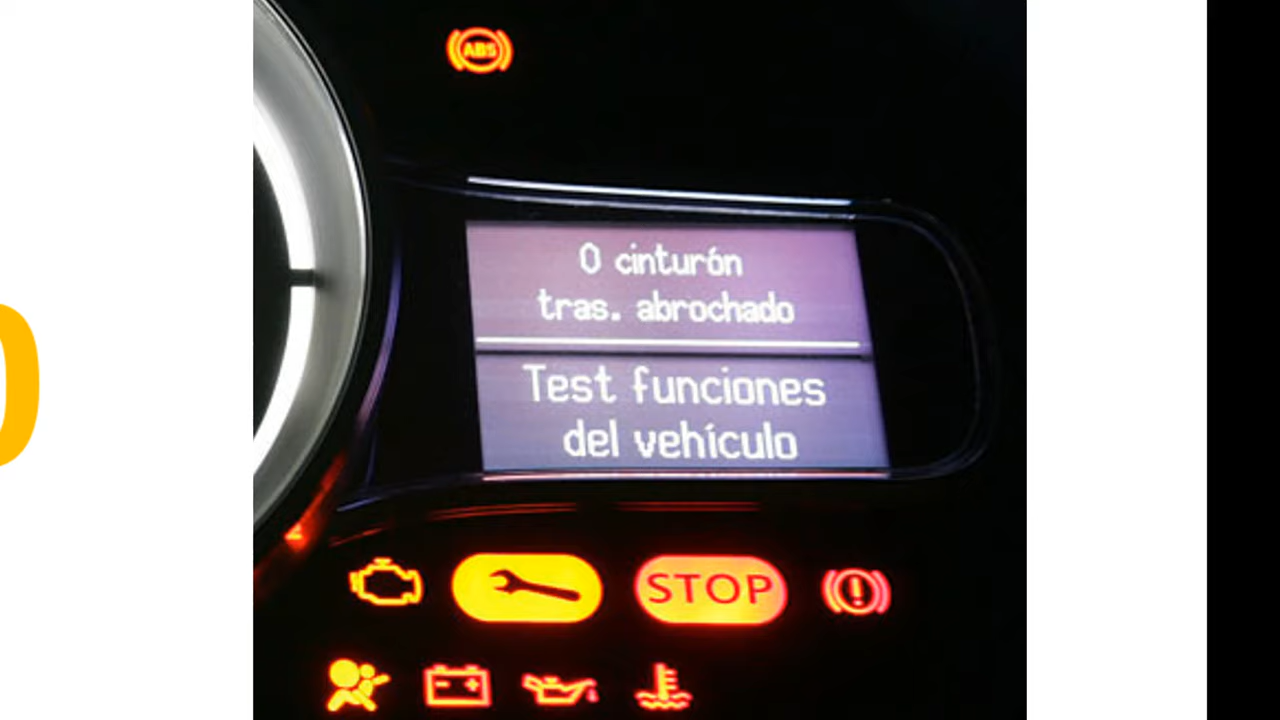 ABS
0 cinturón
tras. abrochado
Test funciones
del vehículo
STOP